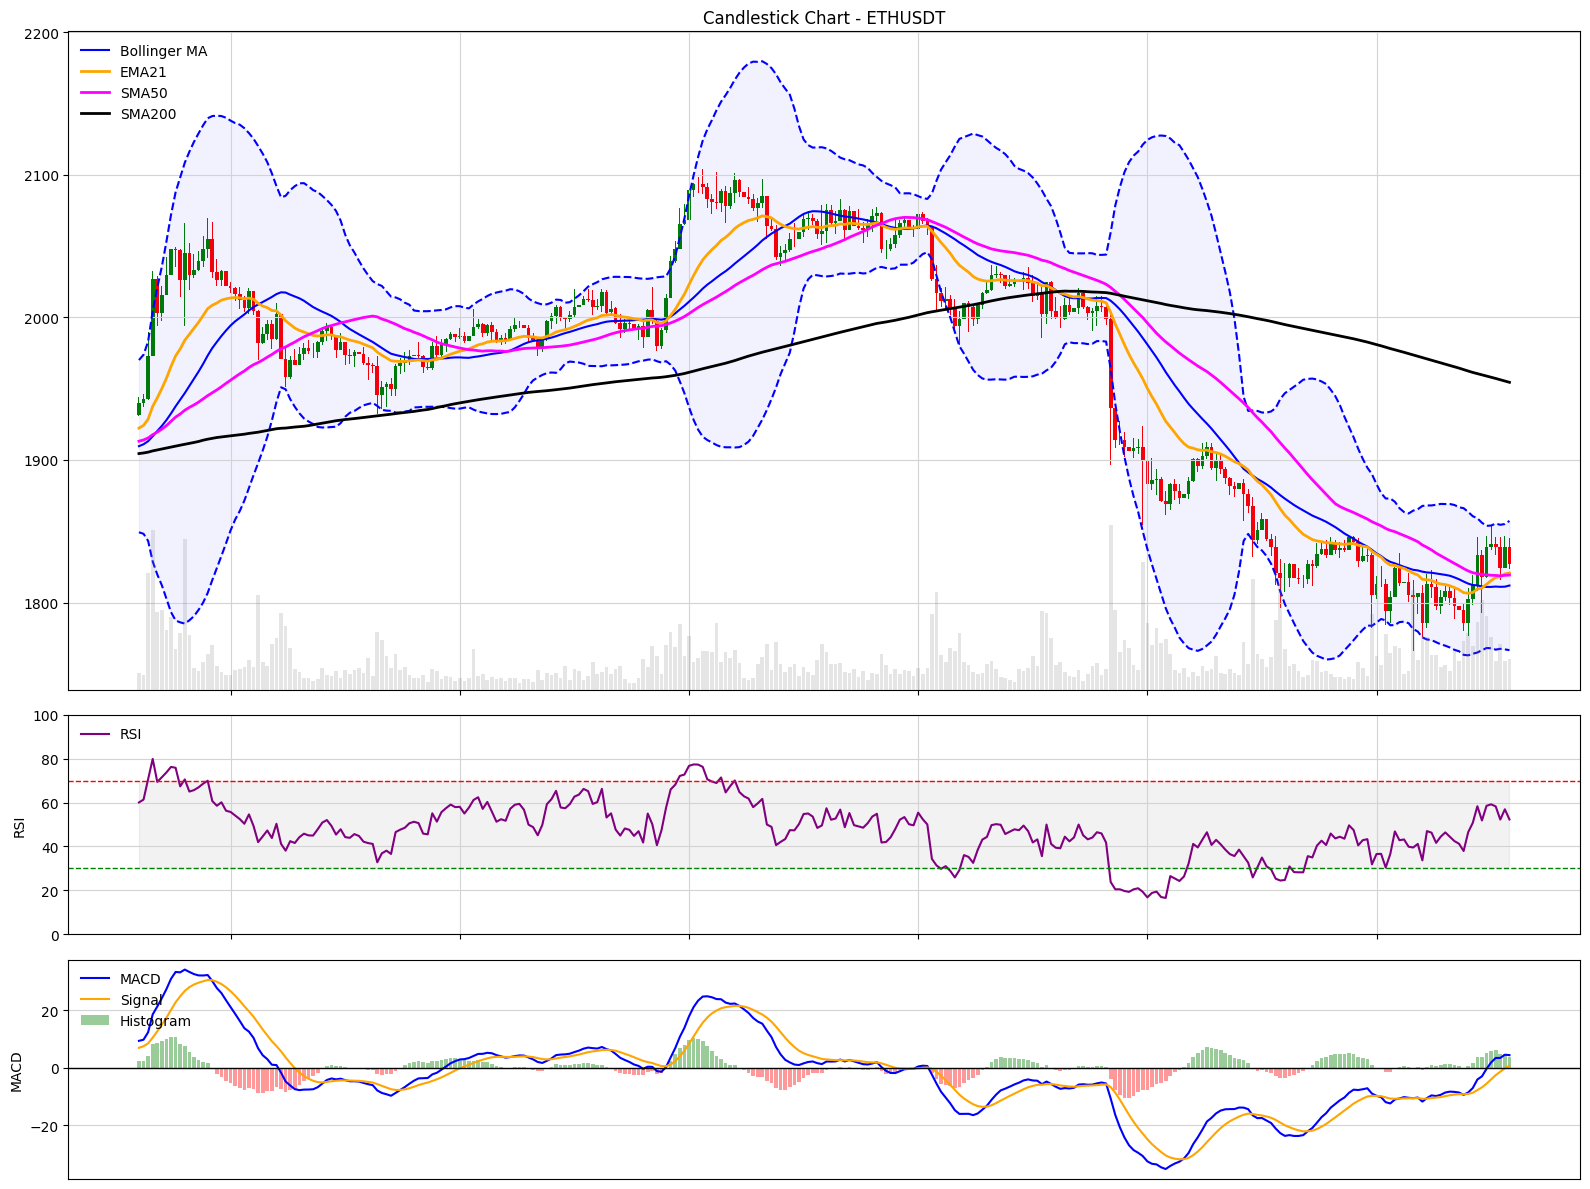 Candlestick Chart - ETHUSDT
2200
2100
2000
1900
1800
Bollinger MA
EMA21
SMA50
SMA200
100
80
60
40
20
0
RSI
RSI
20
0
−20
MACD
MACD
Signal
Histogram